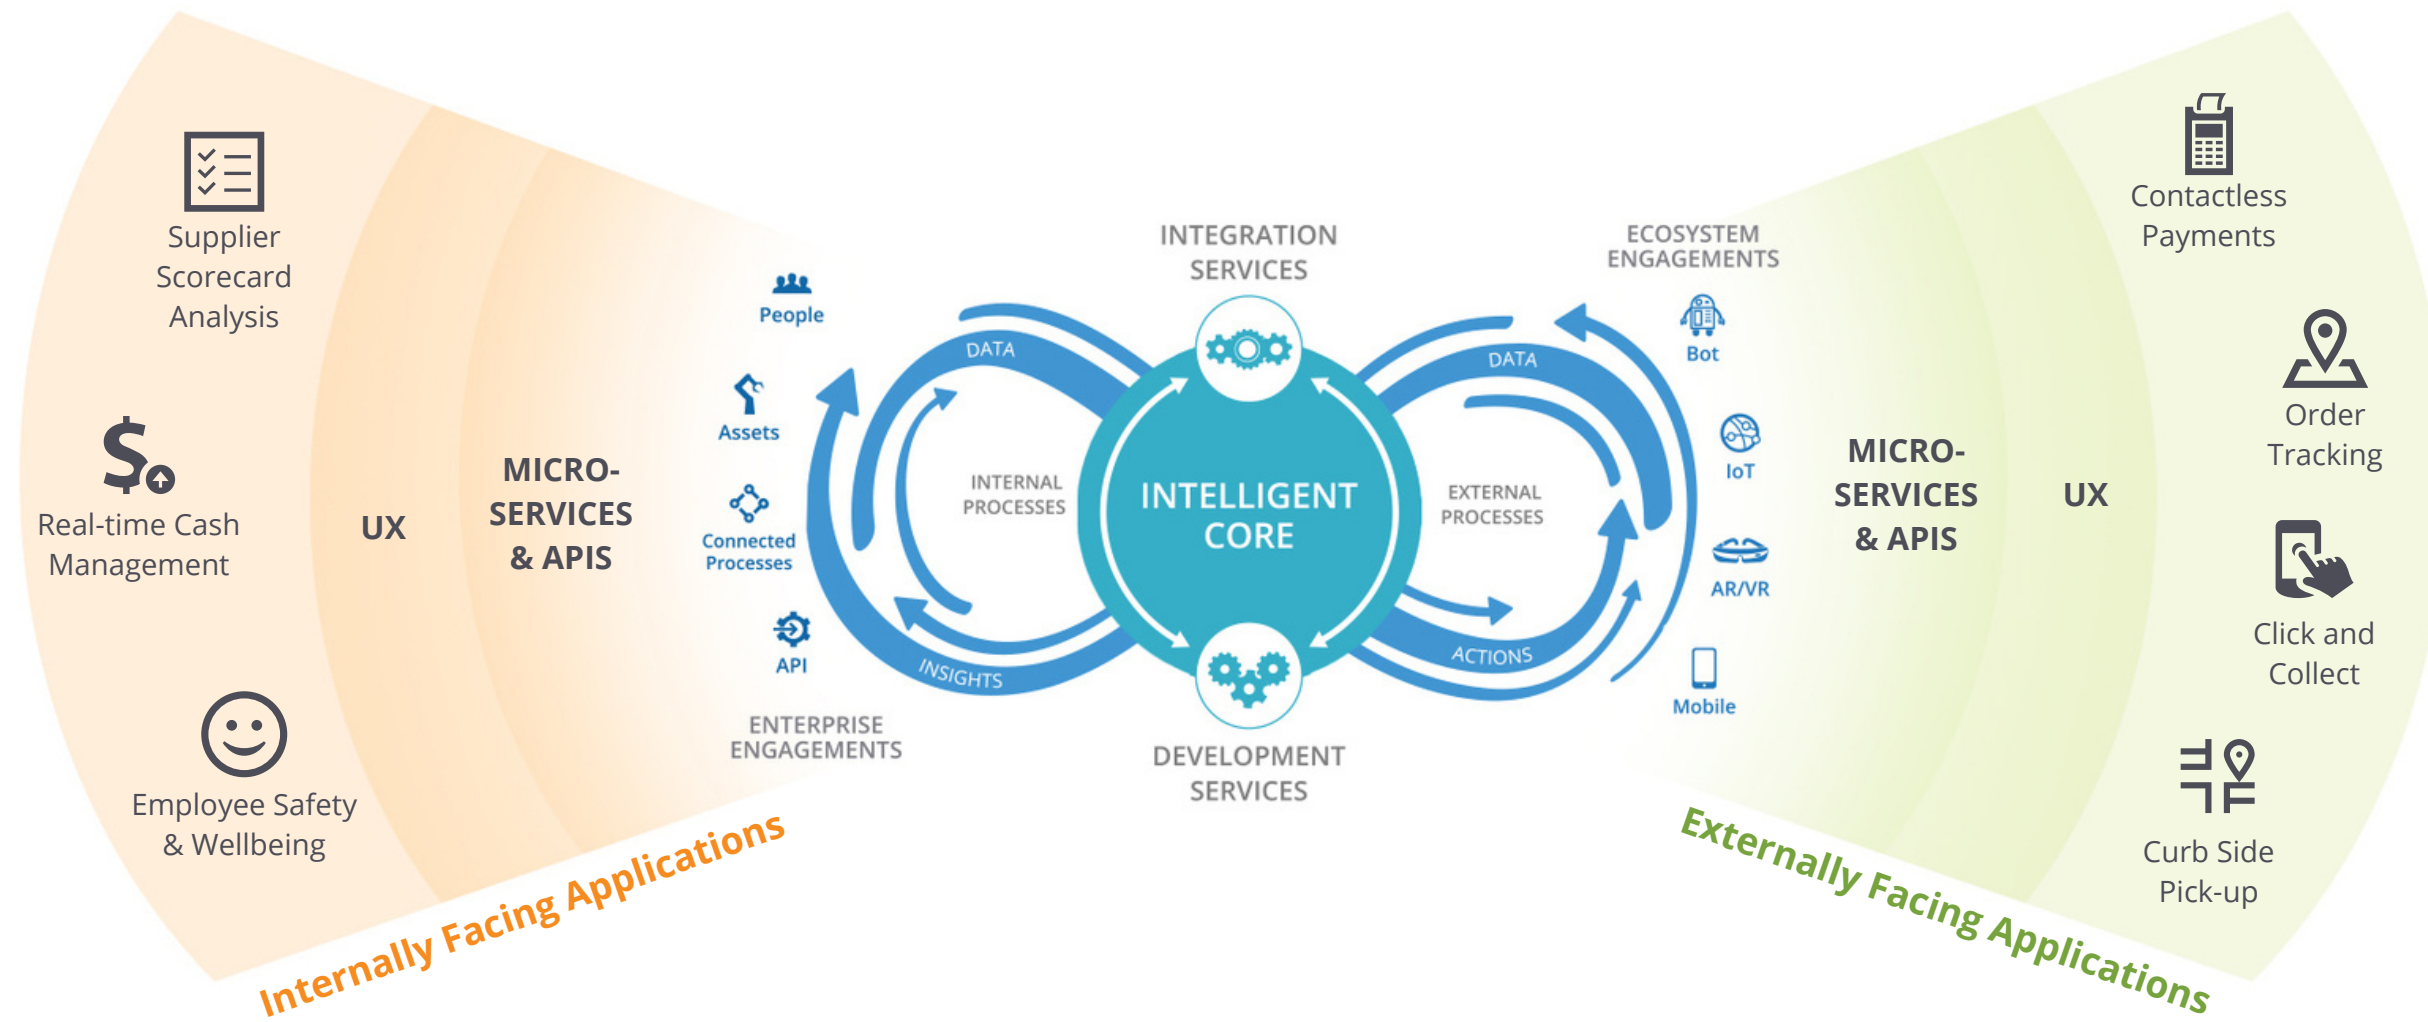 Supplier
Scorecard
Analysis
Real-time Cash
Management
Employee Safety
& Wellbeing
UX
MICRO-
SERVICES
& APIS
Internally Facing Applications
People
Assets
Connected
Processes
API
ENTERPRISE
ENGAGEMENTS
DATA
INTERNAL
PROCESSES
INSIGHTS
INTEGRATION
SERVICES
INTELLIGENT
CORE
DEVELOPMENT
SERVICES
DATA
EXTERNAL
PROCESSES
ACTIONS
ECOSYSTEM
ENGAGEMENTS
Bot
IoT
AR/VR
Mobile
MICRO-
SERVICES
& APIS
UX
Contactless
Payments
Order
Tracking
Click and
Collect
Curb Side
Pick-up
Externally Facing Applications